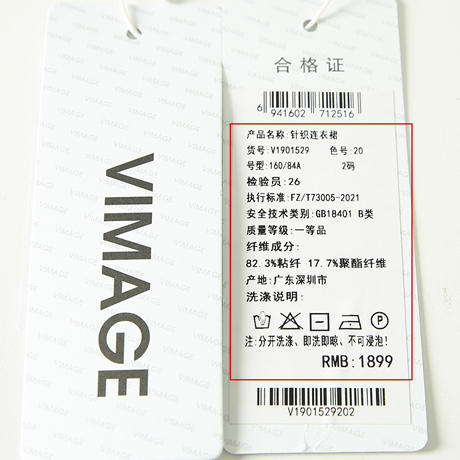 VIMAGE
合格证
6 941602 712516
产品名称:针织连衣裙
货号:V1901529 色号:20
号型:160/84A 2码
检验员:26
执行标准:FZ/T73005-2021
安全技术类别:GB18401 B类
质量等级:一等品
纤维成分:
82.3%粘纤 17.7%聚酯纤维
产地:广东深圳市
洗涤说明:
P
注:分开洗涤、即洗即晾、不可浸泡!
RMB:1899
V1901529202